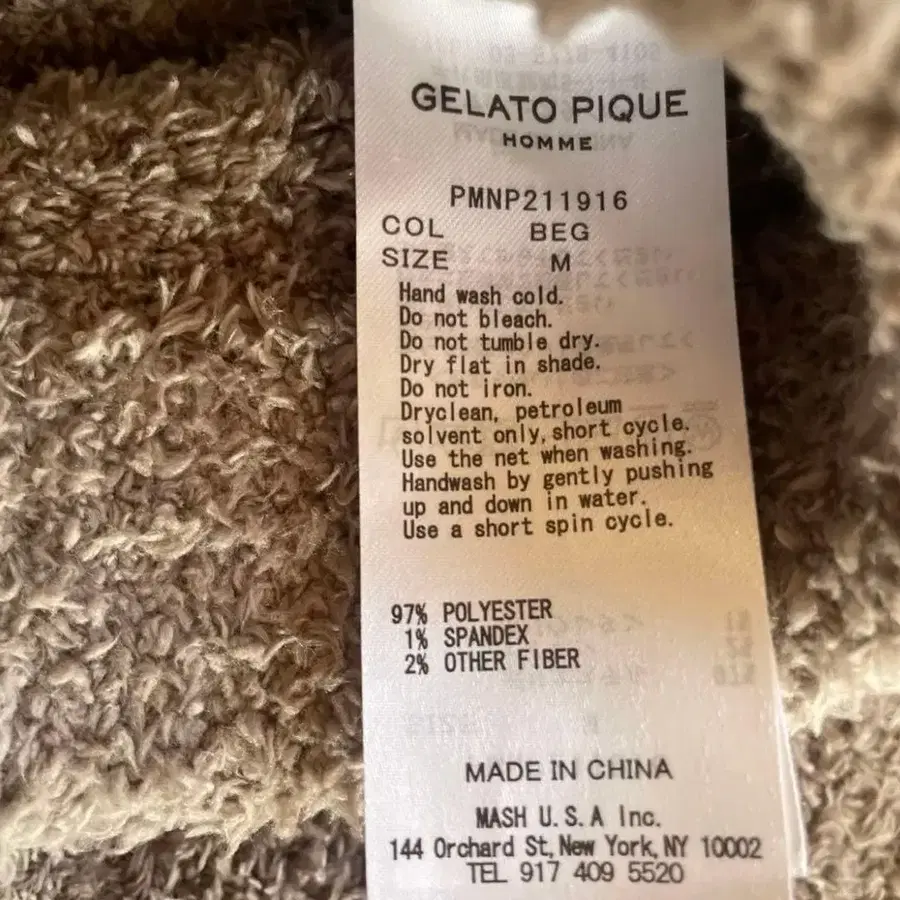 GELATO PIQUE
HOMME
PMNP211916
COL BEG
SIZE M
Hand wash cold.
Do not bleach.
Do not tumble dry.
Dry flat in shade.
Do not iron.
Dryclean, petroleum
solvent only, short cycle.
Use the net when washing.
Handwash by gently pushing
up and down in water.
Use a short spin cycle.
97% POLYESTER
1% SPANDEX
2% OTHER FIBER
MADE IN CHINA
MASH U.S.A Inc.
144 Orchard St, New York, NY 10002
TEL 917 409 5520